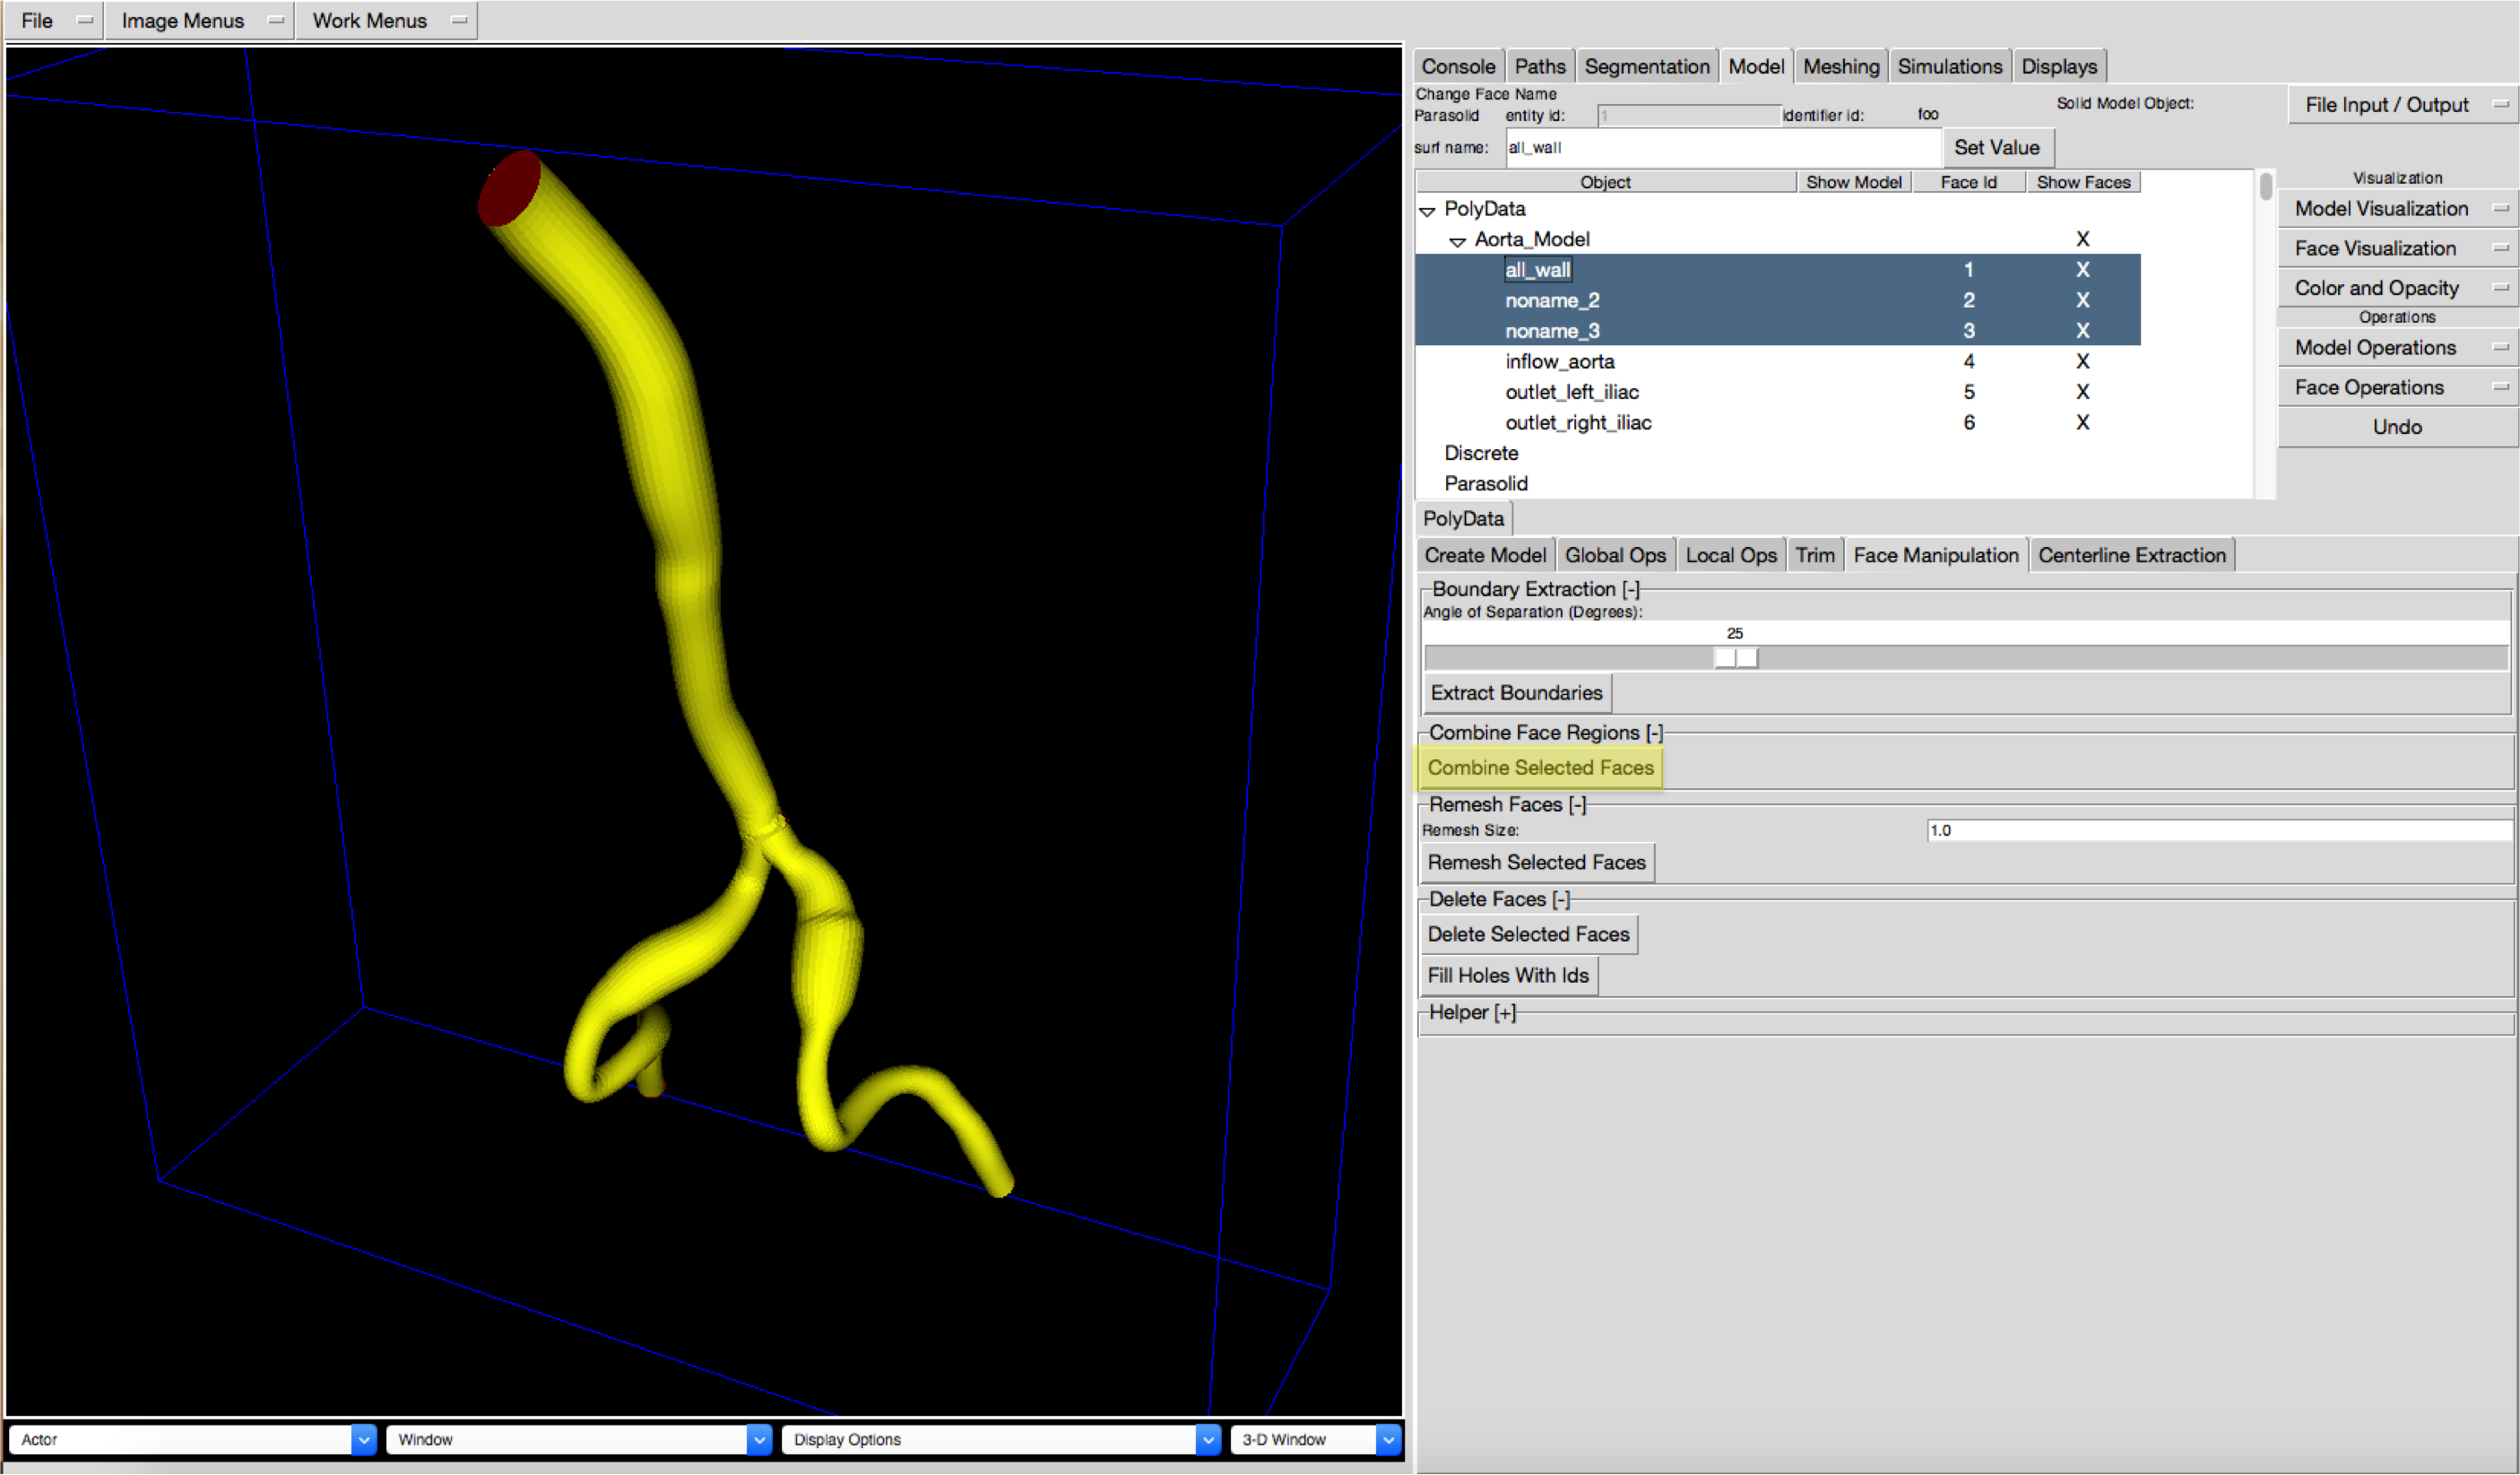 File Image Menus Work Menus
Console Paths Segmentation Model Meshing Simulations Displays
Change Face Name
Parasolid entity id: 1 identifier id: foo Solid Model Object: File Input / Output
surf name: all_wall Set Value
Object Show Model Face Id Show Faces
PolyData
Aorta_Model X
all_wall 1 X
noname_2 2 X
noname_3 3 X
inflow_aorta 4 X
outlet_left_iliac 5 X
outlet_right_iliac 6 X
Discrete
Parasolid
Visualization
Model Visualization
Face Visualization
Color and Opacity
Operations
Model Operations
Face Operations
Undo
PolyData
Create Model Global Ops Local Ops Trim Face Manipulation Centerline Extraction
Boundary Extraction [-]
Angle of Separation (Degrees):
25
Extract Boundaries
Combine Face Regions [-]
Combine Selected Faces
Remesh Faces [-]
Remesh Size: 1.0
Remesh Selected Faces
Delete Faces [-]
Delete Selected Faces
Fill Holes With Ids
Helper [+]
Actor Window Display Options 3-D Window